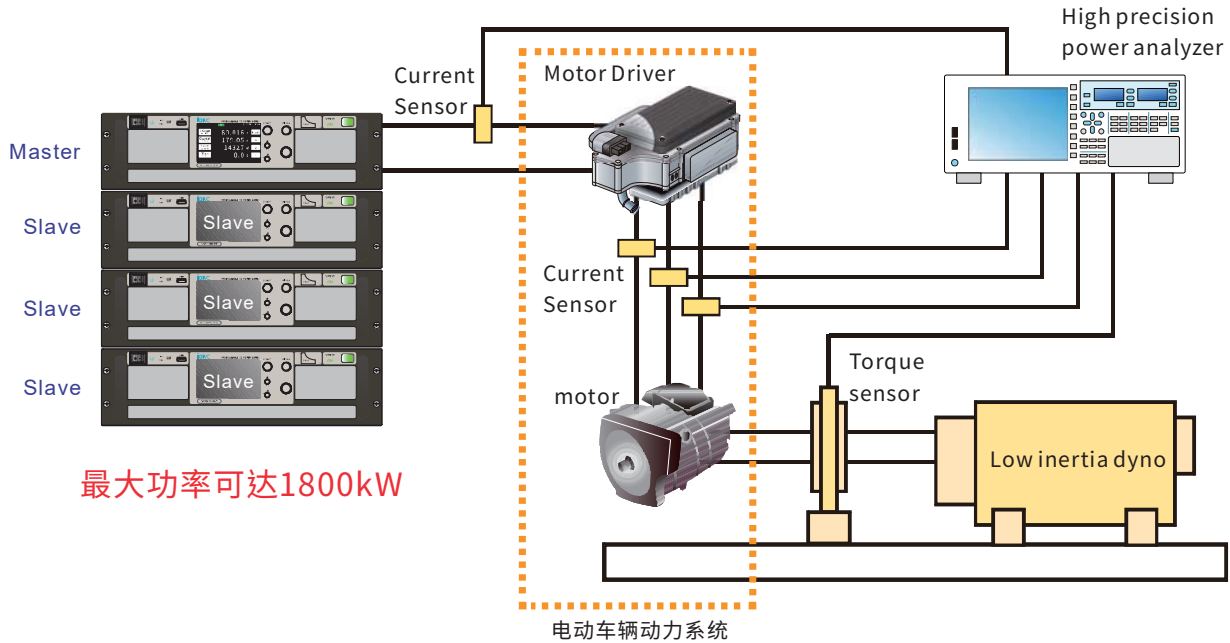 High precision
power analyzer
Current
Sensor
Motor Driver
Master
Slave
Slave
Slave
Slave
Slave
Slave
Current
Sensor
Torque
sensor
motor
Low inertia dyno
最大功率可达1800kW
电动车辆动力系统